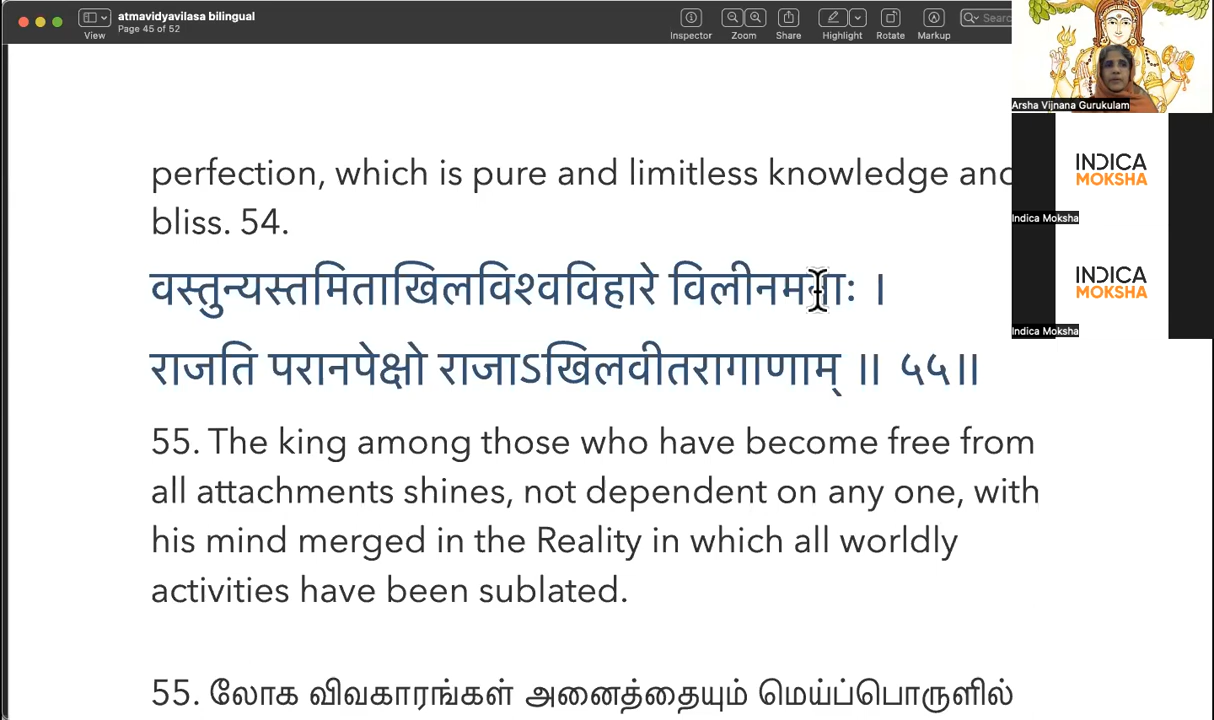 atmavidyavilasa bilingual
Page 45 of 52
View
Inspector
Zoom
Share
Highlight
Rotate
Markup
Arsha Vijnana Gurukulam
INDICA
MOKSHA
Indica Moksha
INDICA
MOKSHA
Indica Moksha
perfection, which is pure and limitless knowledge and
bliss. 54.
वस्तुन्यस्तमिताखिलविश्वविहारे विलीनमनाः ।
राजति परानपेक्षो राजाऽखिलवीतरागाणाम् ॥ ५५॥
55. The king among those who have become free from
all attachments shines, not dependent on any one, with
his mind merged in the Reality in which all worldly
activities have been sublated.
55. லோக விவகாரங்கள் அனைத்தையும் மெய்ப்பொருளில்